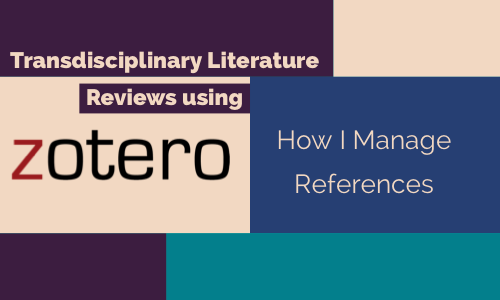 Transdisciplinary Literature
Reviews using
zotero
How I Manage
References